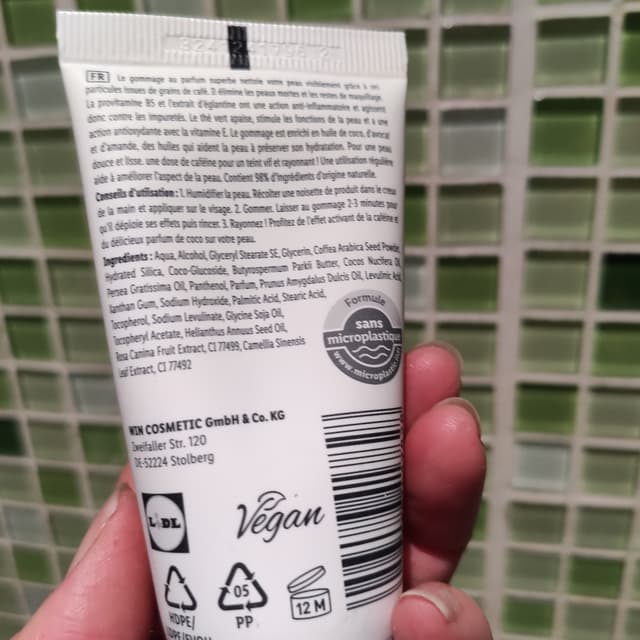 FR Le gommage au parfum superbe nettoie votre peau visiblement grâce à ses
particules issues de grains de café. Il élimine les peaux mortes et les restes de maquillage.
La provitamine B5 et l'extrait d'églantine ont une action anti-inflammatoire et agissent
donc contre les impuretés. Le thé vert apaise, stimule les fonctions de la peau et a une
action antioxydante avec la vitamine E. Le gommage est enrichi en huile de coco, d'avocat
et d'amande, des huiles qui aident la peau à préserver son hydratation. Pour une peau
douce et lisse. une dose de caféine pour un teint vif et rayonnant ! Une utilisation régulière
aide à améliorer l'aspect de la peau. Contient 98% d'ingrédients d'origine naturelle.
Conseils d'utilisation : 1. Humidifier la peau. Récolter une noisette de produit dans le creux
de la main et appliquer sur le visage. 2. Gommer. Laisser au gommage 2-3 minutes pour
qu'il déploie ses effets puis rincer. 3. Rayonnez ! Profitez de l'effet activant de la caféine et
du délicieux parfum de coco sur votre peau.
Ingredients : Aqua, Alcohol, Glyceryl Stearate SE, Glycerin, Coffea Arabica Seed Powder,
Hydrated Silica, Coco-Glucoside, Butyrospermum Parkii Butter, Cocos Nucifera Oil,
Persea Gratissima Oil, Panthenol, Parfum, Prunus Amygdalus Dulcis Oil, Levulinic Acid,
Xanthan Gum, Sodium Hydroxide, Palmitic Acid, Stearic Acid,
Tocopherol, Sodium Levulinate, Glycine Soja Oil,
Tocopheryl Acetate, Helianthus Annuus Seed Oil,
Rosa Canina Fruit Extract, CI 77499, Camellia Sinensis
Leaf Extract, CI 77492
Formule
sans
microplastique
WIN COSMETIC GmbH & Co. KG
Zweifaller Str. 120
DE-52224 Stolberg
LIDL
Vegan
05
12 M
HDPE/
PP